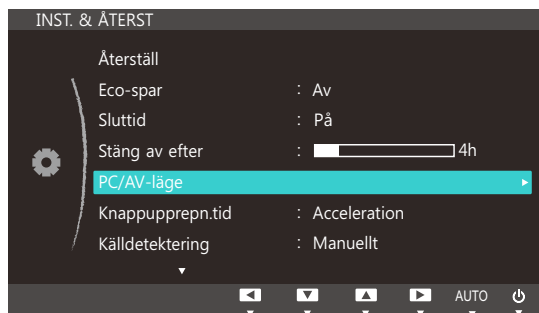 INST. & ÅTERST
Återställ
Eco-spar : Av
Sluttid : På
Stäng av efter : 4h
PC/AV-läge
Knappupprepn.tid : Acceleration
Källdetektering : Manuellt
AUTO